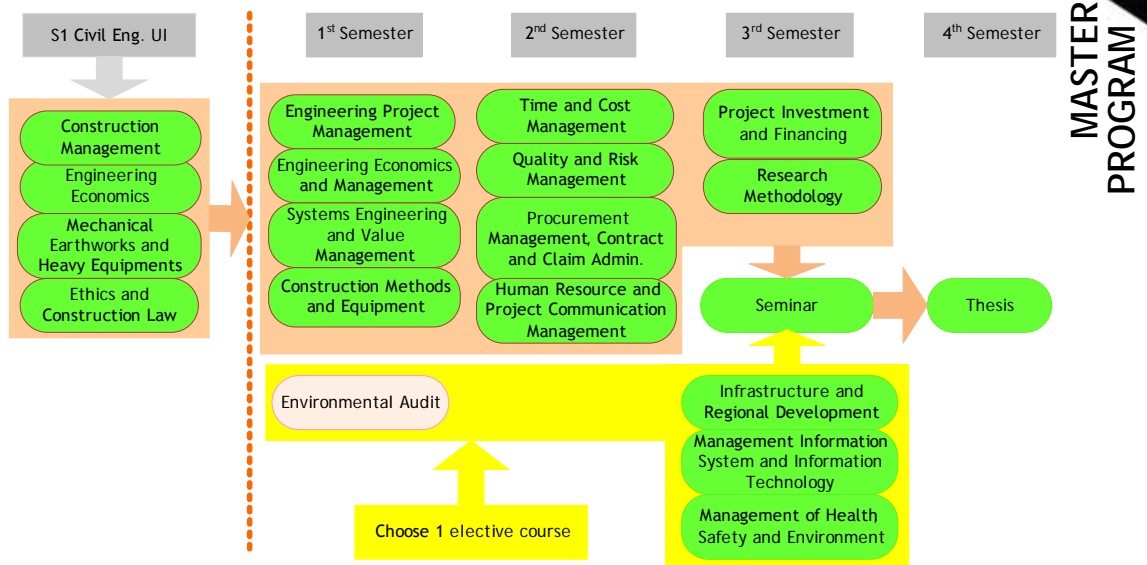 S1 Civil Eng. UI
1st Semester
2nd Semester
3rd Semester
4th Semester
MASTER
PROGRAM
Construction
Management
Engineering
Economics
Mechanical
Earthworks and
Heavy Equipments
Ethics and
Construction Law
Engineering Project
Management
Engineering Economics
and Management
Systems Engineering
and Value
Management
Construction Methods
and Equipment
Time and Cost
Management
Quality and Risk
Management
Procurement
Management, Contract
and Claim Admin.
Human Resource and
Project Communication
Management
Project Investment
and Financing
Research
Methodology
Seminar
Thesis
Environmental Audit
Infrastructure and
Regional Development
Management Information
System and Information
Technology
Management of Health,
Safety and Environment
Choose 1 elective course